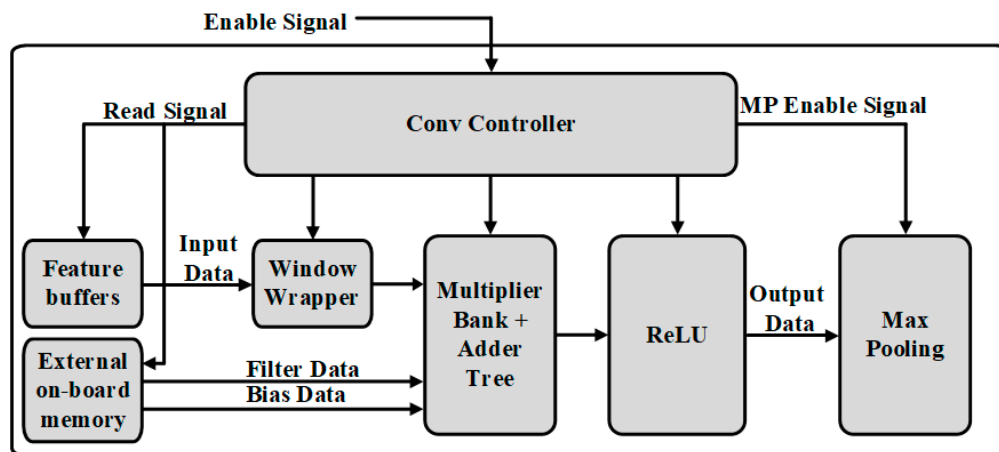 Enable Signal
Read Signal
Conv Controller
MP Enable Signal
Feature
buffers
Input
Data
Window
Wrapper
Multiplier
Bank +
Adder
Tree
ReLU
Output
Data
Max
Pooling
External
on-board
memory
Filter Data
Bias Data